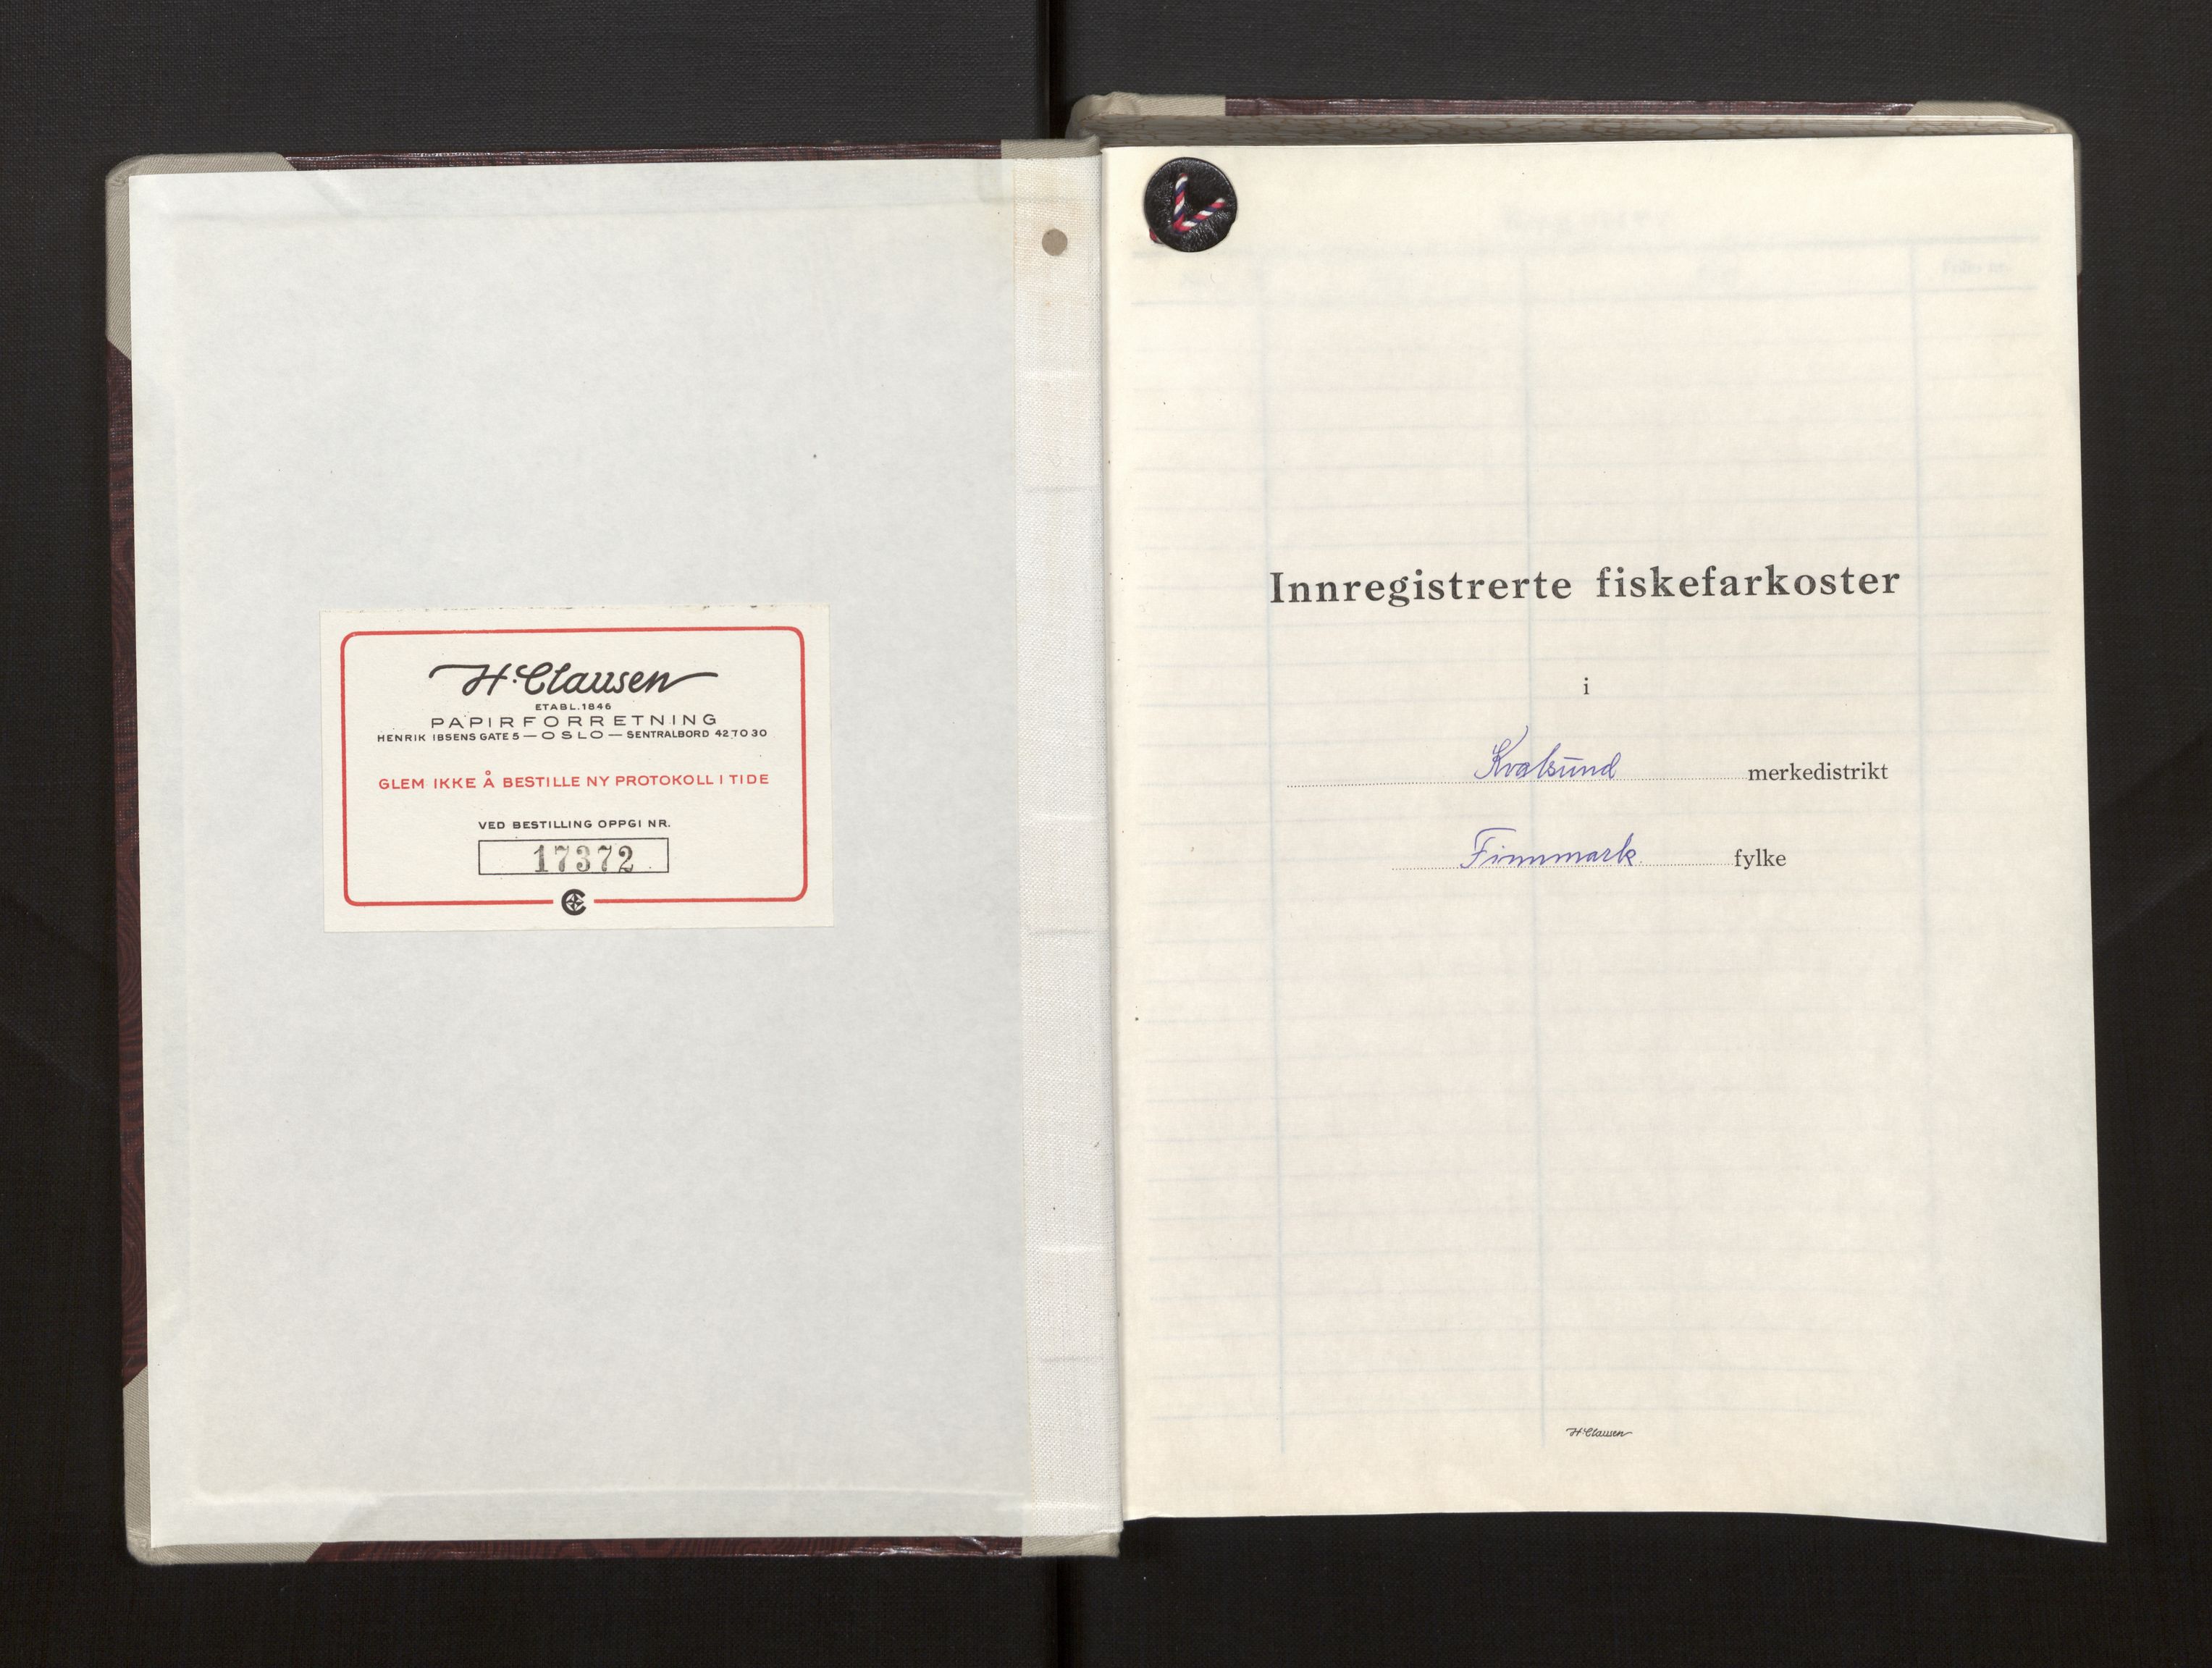 H. Clausen
ETABL. 1846
PAPIRFORRETNING
HENRIK IBSENS GATE 5 — OSLO — SENTRALBORD 42 70 30
GLEM IKKE Å BESTILLE NY PROTOKOLL I TIDE
VED BESTILLING OPPGI NR.
17372
Innregistrerte fiskefarkoster
i
Kvalsund merkedistrikt
Finnmark fylke
H. Clausen